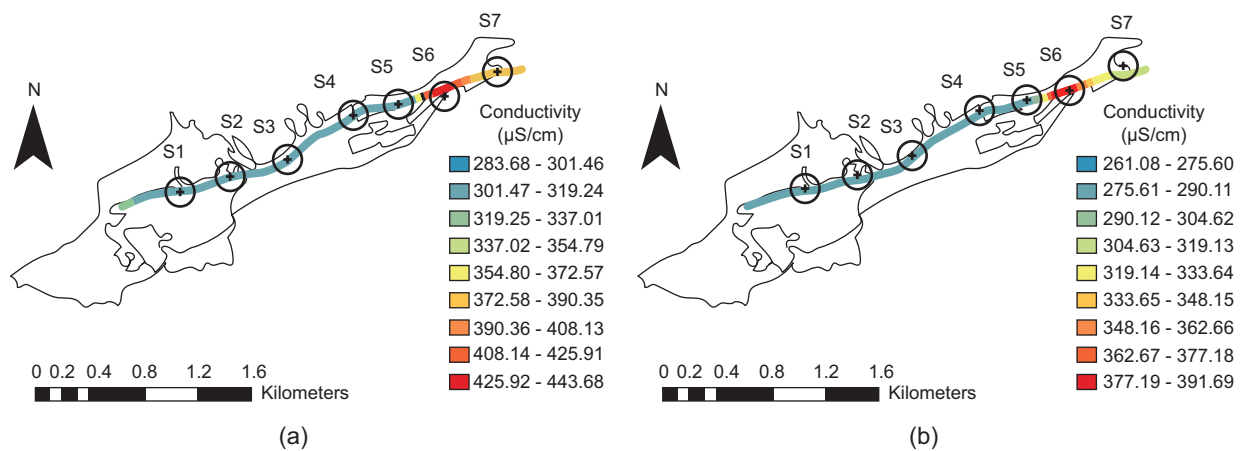 S7
S6
S5
S4
N
S3
S2
S1
Conductivity
(μS/cm)
283.68 - 301.46
301.47 - 319.24
319.25 - 337.01
337.02 - 354.79
354.80 - 372.57
372.58 - 390.35
390.36 - 408.13
408.14 - 425.91
425.92 - 443.68
0 0.2 0.4 0.8 1.2 1.6
Kilometers
(a)
S7
S6
S5
S4
N
S3
S2
S1
Conductivity
(μS/cm)
261.08 - 275.60
275.61 - 290.11
290.12 - 304.62
304.63 - 319.13
319.14 - 333.64
333.65 - 348.15
348.16 - 362.66
362.67 - 377.18
377.19 - 391.69
0 0.2 0.4 0.8 1.2 1.6
Kilometers
(b)